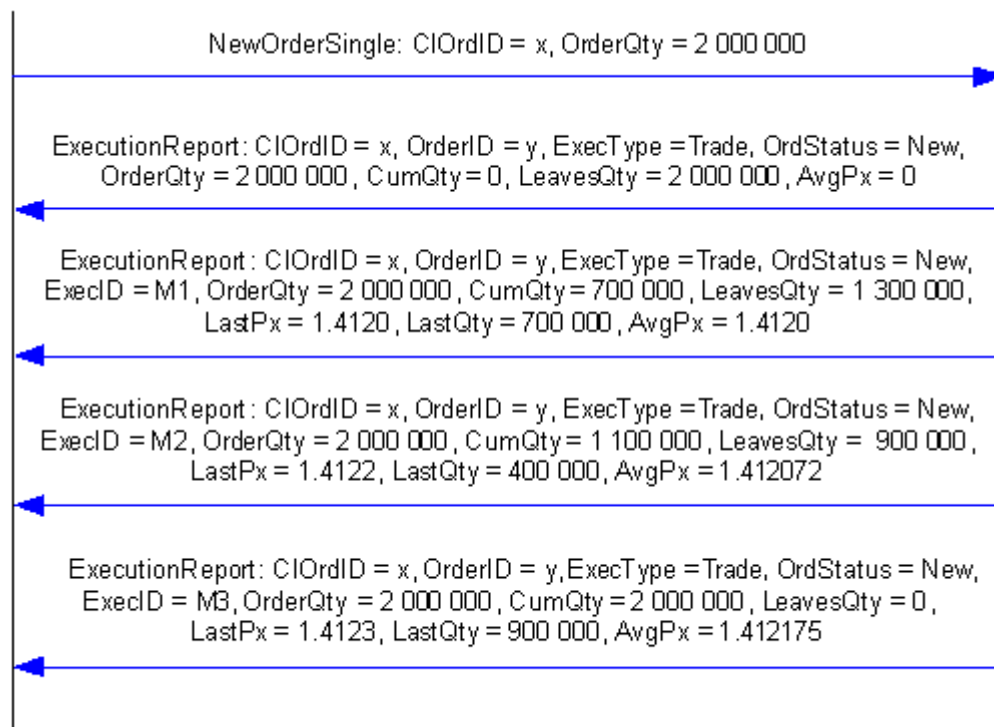 NewOrderSingle: ClOrdID = x, OrderQty = 2 000 000
ExecutionReport: ClOrdID = x, OrderID = y, ExecType =Trade, OrdStatus = New,
OrderQty = 2 000 000, CumQty= 0, LeavesQty = 2 000 000, AvgPx = 0
ExecutionReport: ClOrdID = x, OrderID = y, ExecType =Trade, OrdStatus = New,
ExecID = M1, OrderQty = 2 000 000, CumQty= 700 000, LeavesQty = 1 300 000,
LastPx = 1.4120, LastQty = 700 000, AvgPx = 1.4120
ExecutionReport: ClOrdID = x, OrderID = y, ExecType =Trade, OrdStatus = New,
ExecID = M2, OrderQty = 2 000 000, CumQty= 1 100 000, LeavesQty = 900 000,
LastPx = 1.4122, LastQty = 400 000, AvgPx =1.412072
ExecutionReport: ClOrdID = x, OrderID = y,ExecType =Trade, OrdStatus = New,
ExecID = M3, OrderQty = 2 000 000, CumQty =2 000 000, LeavesQty =0,
LastPx = 1.4123, LastQty = 900 000, AvgPx =1.412175